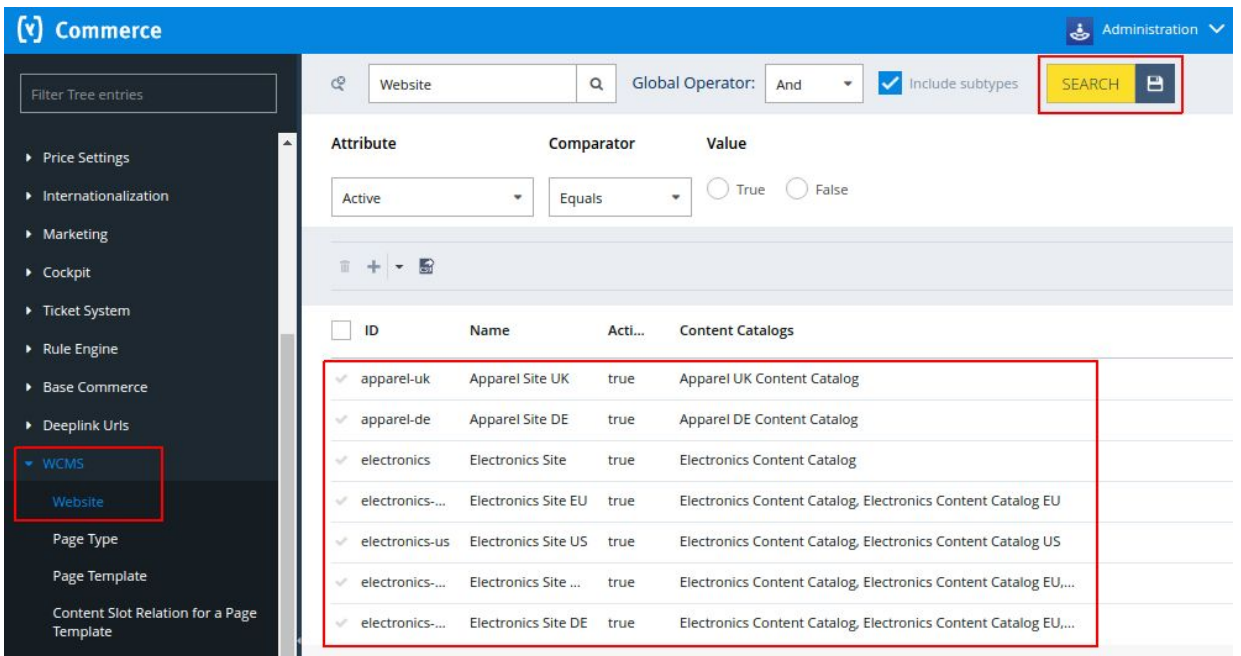 (y) Commerce
Administration
Filter Tree entries
Price Settings
Internationalization
Marketing
Cockpit
Ticket System
Rule Engine
Base Commerce
Deeplink Urls
WCMS
Website
Page Type
Page Template
Content Slot Relation for a Page
Template
Website Global Operator: And Include subtypes SEARCH
Attribute Comparator Value
Active Equals True False
ID Name Acti... Content Catalogs
apparel-uk Apparel Site UK true Apparel UK Content Catalog
apparel-de Apparel Site DE true Apparel DE Content Catalog
electronics Electronics Site true Electronics Content Catalog
electronics-... Electronics Site EU true Electronics Content Catalog, Electronics Content Catalog EU
electronics-us Electronics Site US true Electronics Content Catalog, Electronics Content Catalog US
electronics-... Electronics Site ... true Electronics Content Catalog, Electronics Content Catalog EU,...
electronics-... Electronics Site DE true Electronics Content Catalog, Electronics Content Catalog EU,...